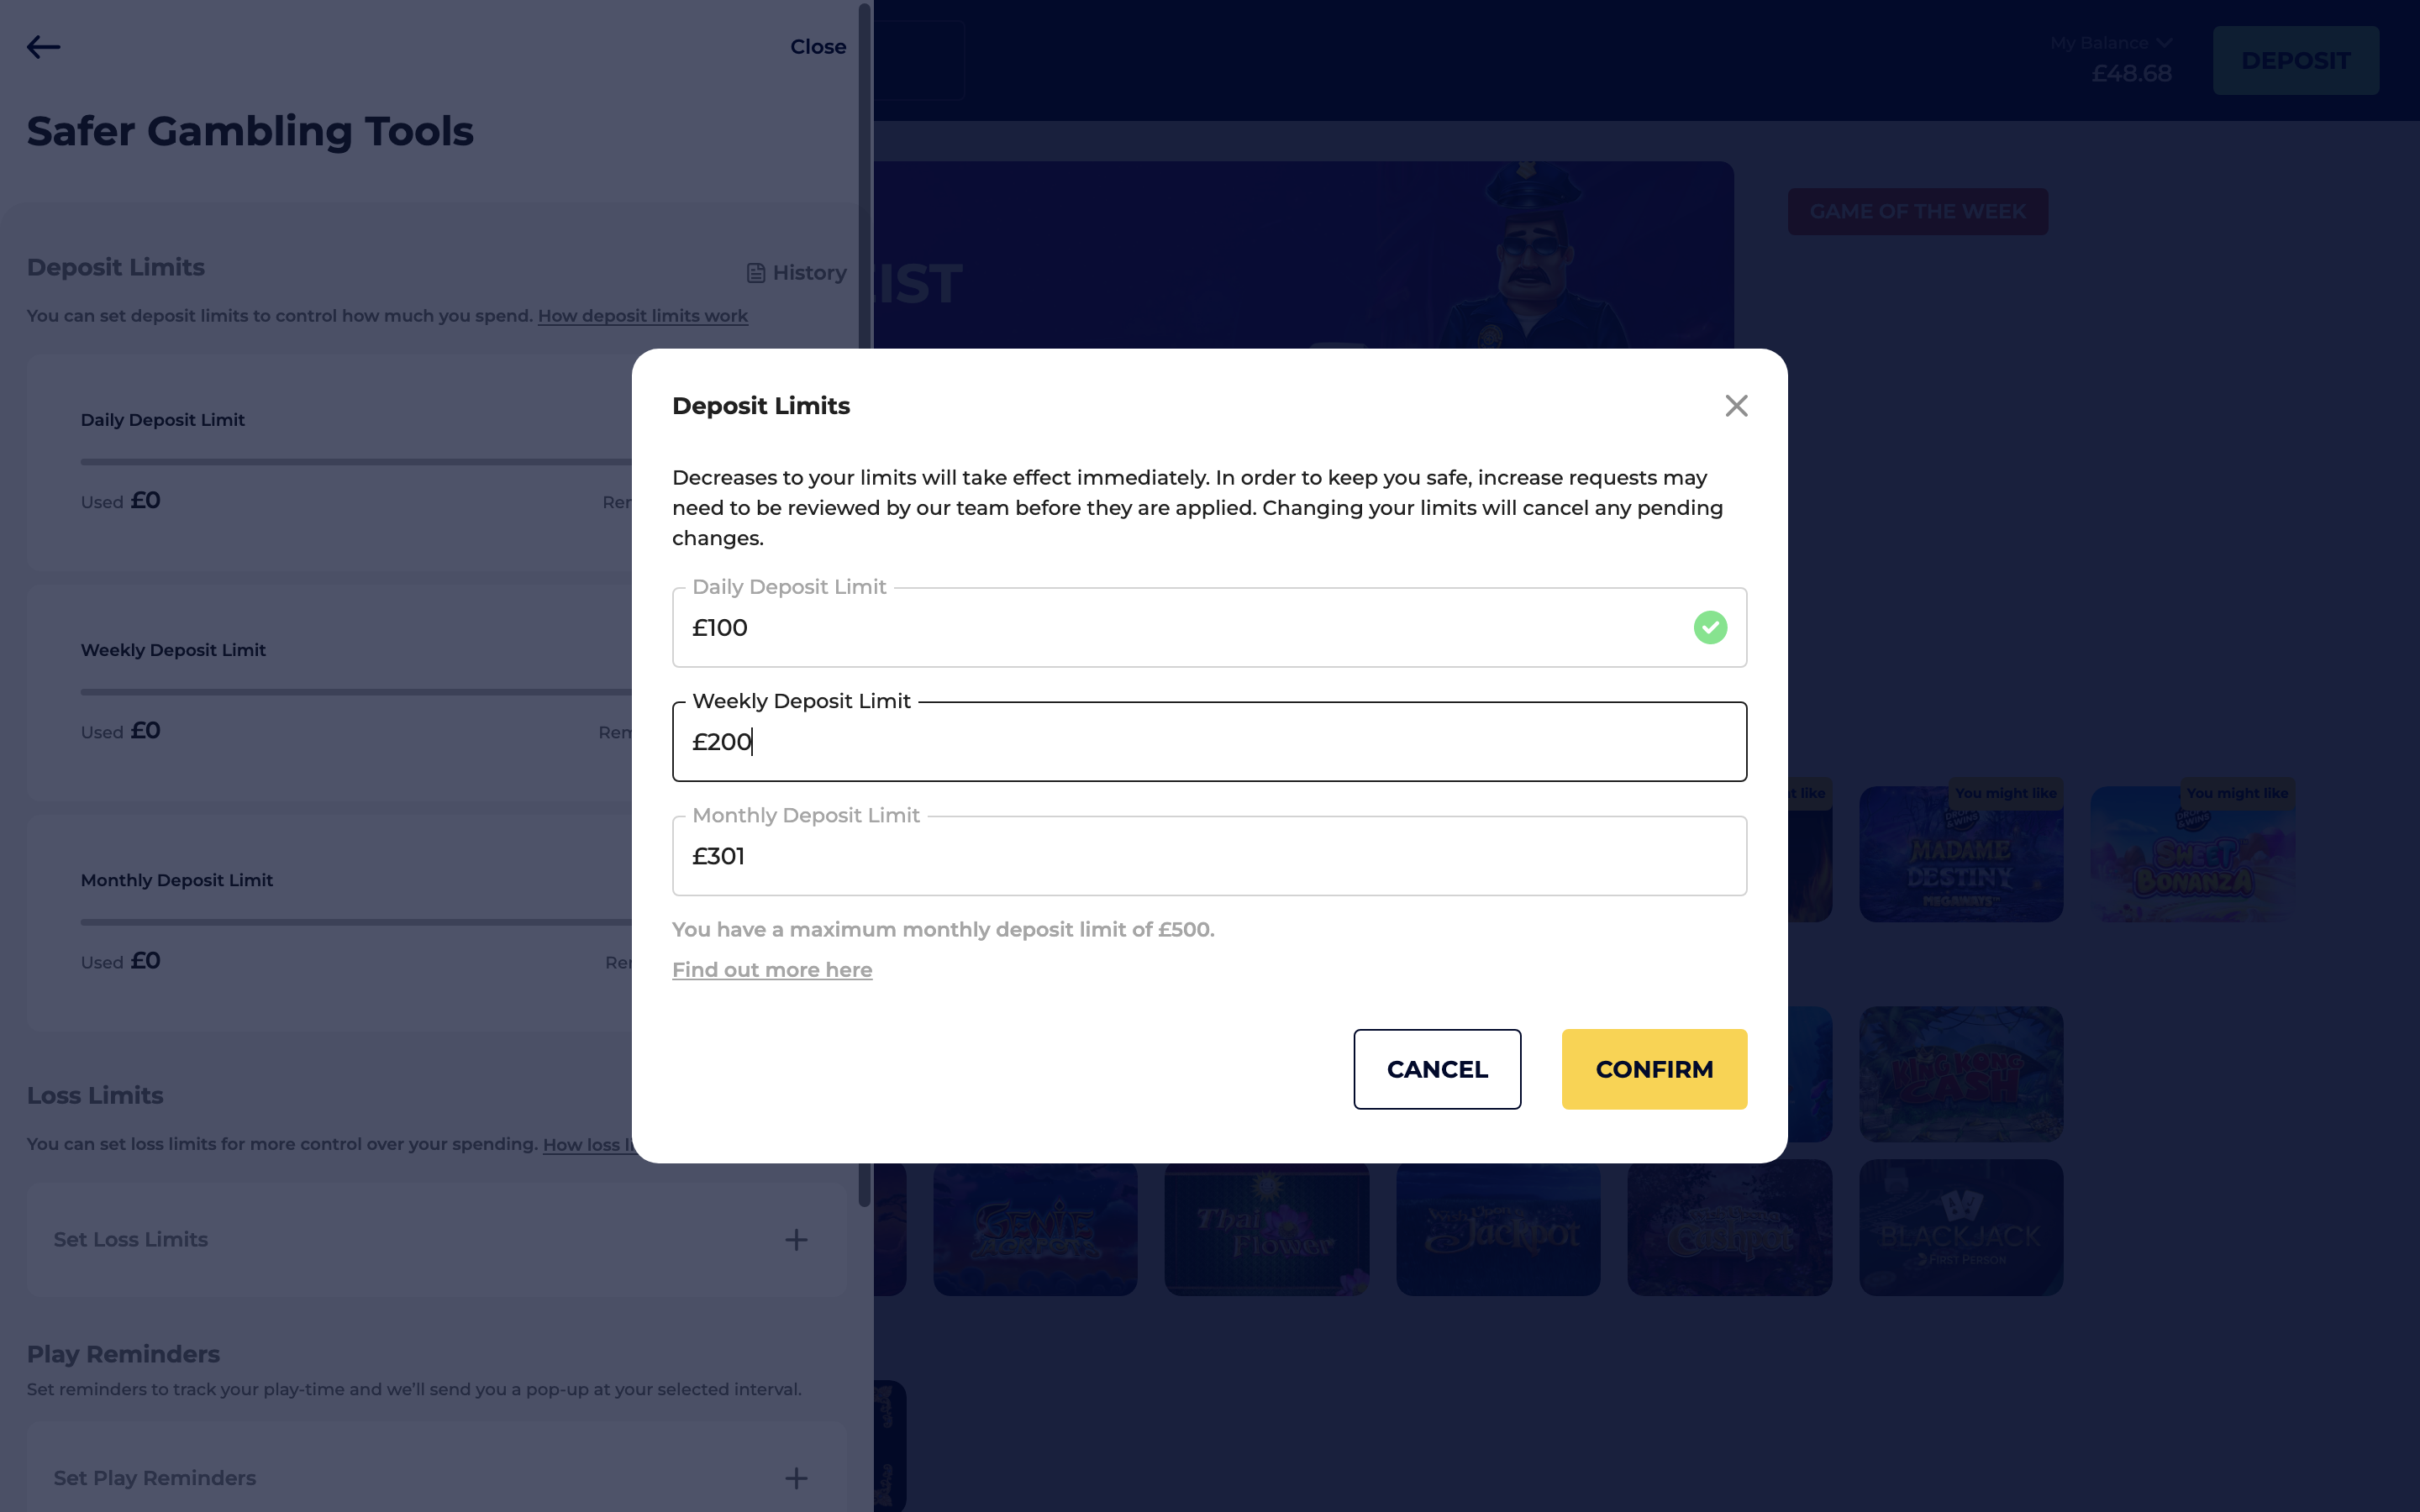 Close
My Balance
£48.68
DEPOSIT
Safer Gambling Tools
GAME OF THE WEEK
Deposit Limits
History
EIST
You can set deposit limits to control how much you spend. How deposit limits work
Daily Deposit Limit
Used £0
Weekly Deposit Limit
Used £0
Monthly Deposit Limit
Used £0
Loss Limits
You can set loss limits for more control over your spending. How loss
Set Loss Limits
Play Reminders
Set reminders to track your play-time and we'll send you a pop-up at your selected interval.
Set Play Reminders
Deposit Limits
Decreases to your limits will take effect immediately. In order to keep you safe, increase requests may
need to be reviewed by our team before they are applied. Changing your limits will cancel any pending
changes.
Daily Deposit Limit
£100
Weekly Deposit Limit
£200
Monthly Deposit Limit
£301
You have a maximum monthly deposit limit of £500.
Find out more here
CANCEL
CONFIRM
like
You might like
You might like
MADAME
DESTINY
MEGAWAYS
SWEET
BONANZA
KING KONG
CASH
GENIE
JACKPOTS
Thai
Flower
Wish Upon a
Jackpot
BLACKJACK
FIRST PERSON